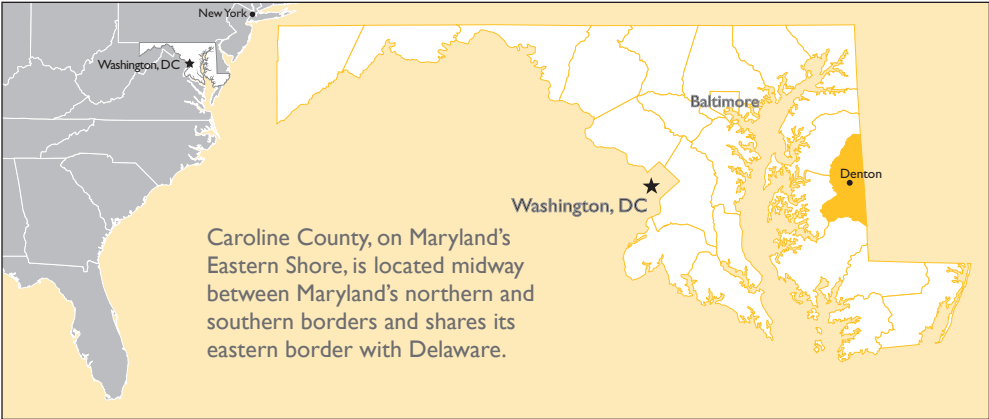 New York
Washington, DC
Baltimore
Denton
Washington, DC
Caroline County, on Maryland's
Eastern Shore, is located midway
between Maryland's northern and
southern borders and shares its
eastern border with Delaware.